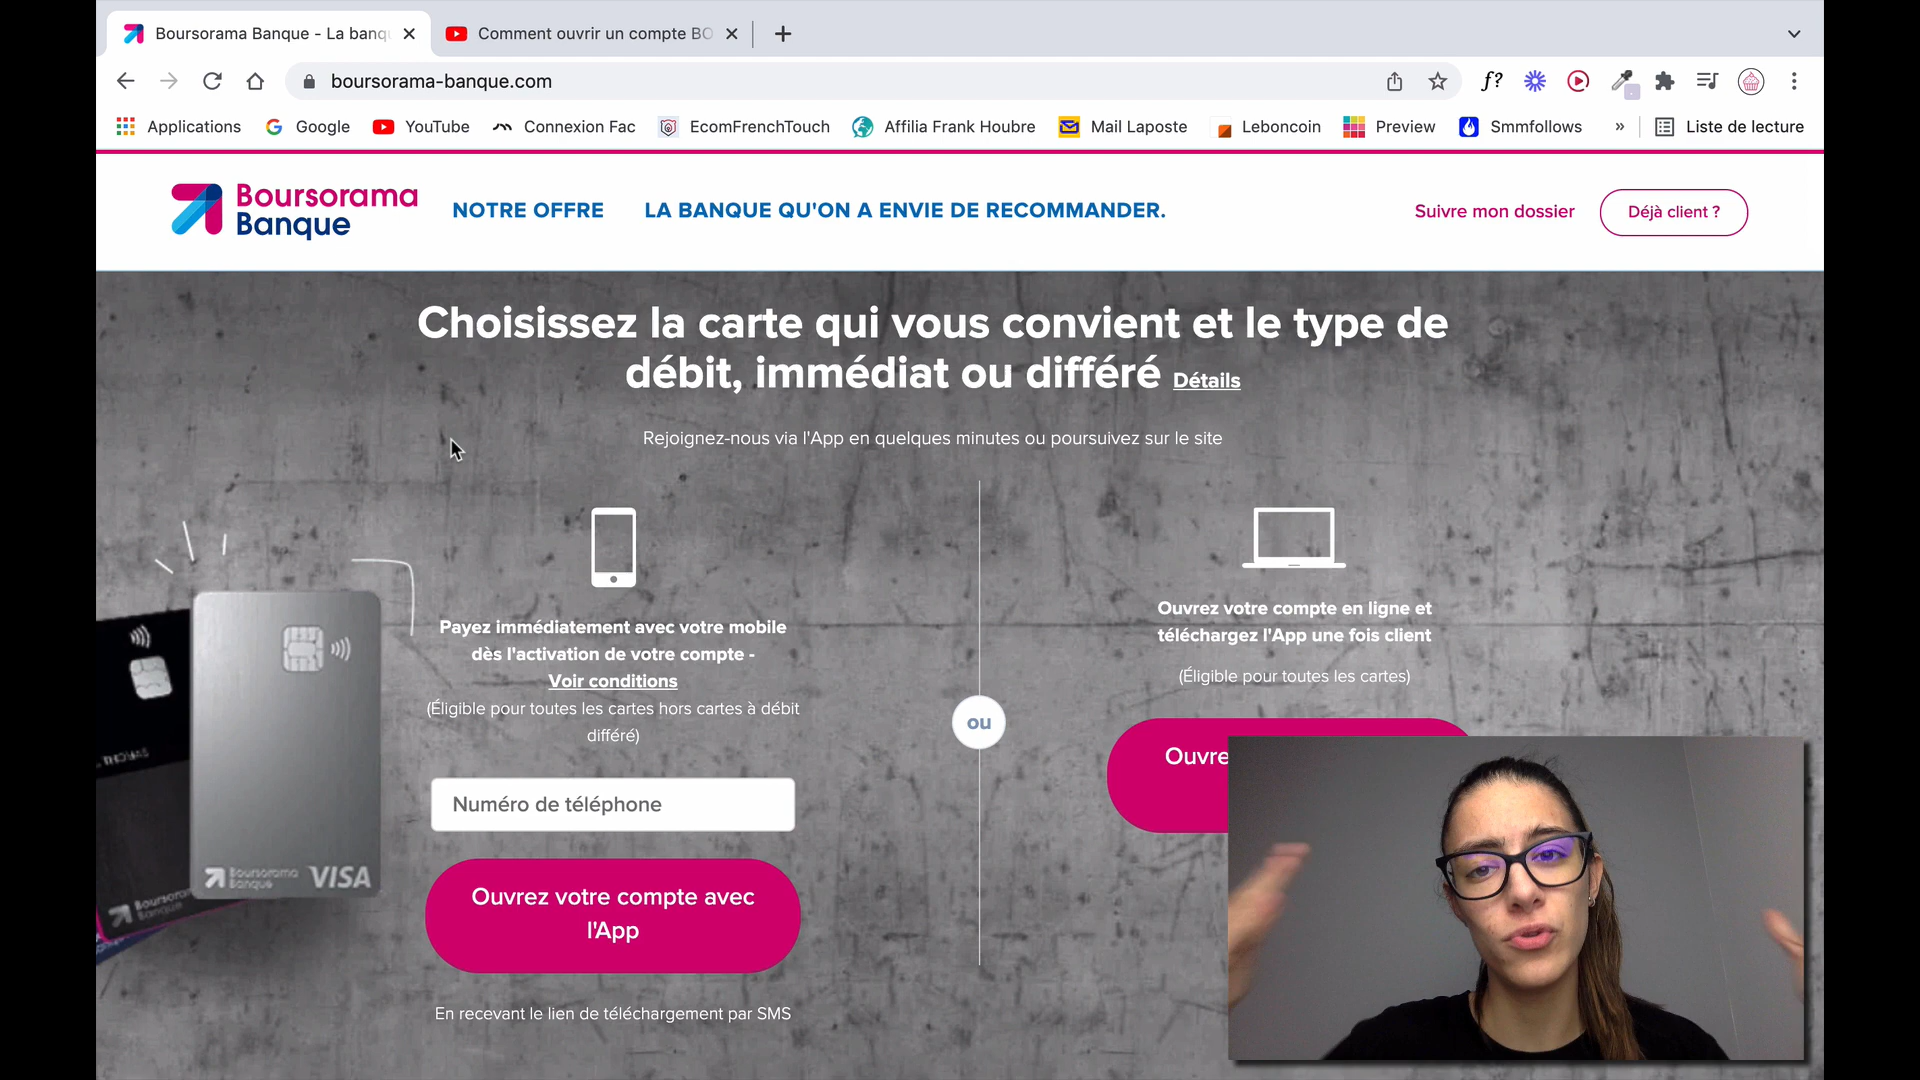 Boursorama Banque - La banq
Comment ouvrir un compte BO
boursorama-banque.com
f?
Applications
Google
YouTube
Connexion Fac
EcomFrenchTouch
Affilia Frank Houbre
Mail Laposte
Leboncoin
Preview
Smmfollows
»
Liste de lecture
Boursorama
Banque
NOTRE OFFRE
LA BANQUE QU'ON A ENVIE DE RECOMMANDER.
Suivre mon dossier
Déjà client ?
Choisissez la carte qui vous convient et le type de
débit, immédiat ou différé Détails
Rejoignez-nous via l'App en quelques minutes ou poursuivez sur le site
Payez immédiatement avec votre mobile
dès l'activation de votre compte -
Voir conditions
(Éligible pour toutes les cartes hors cartes à débit
différé)
Numéro de téléphone
Ouvrez votre compte avec
l'App
En recevant le lien de téléchargement par SMS
ou
Ouvrez votre compte en ligne et
téléchargez l'App une fois client
(Éligible pour toutes les cartes)
Ouvre
Boursorama
Banque
VISA
Boursorama
Banque